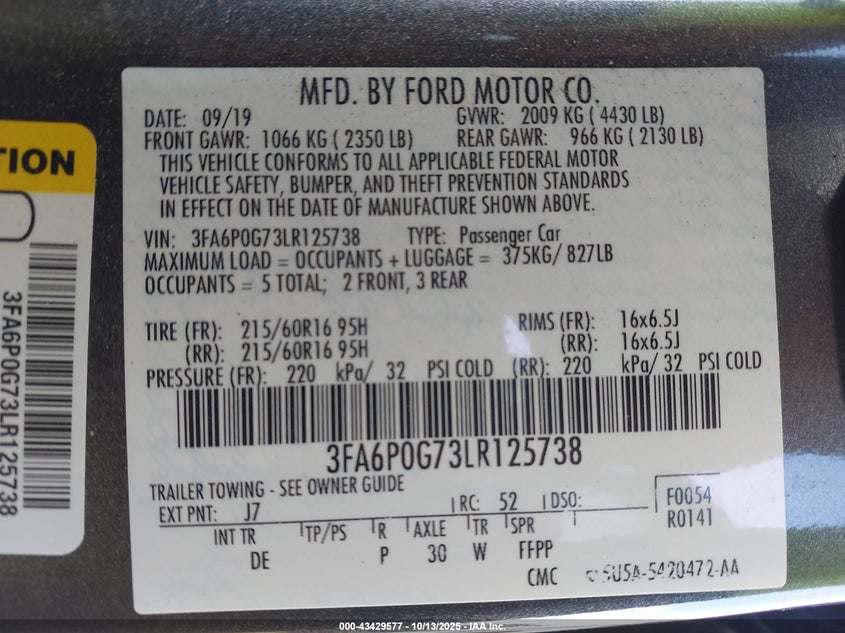 MFD. BY FORD MOTOR CO.
DATE: 09/19 GVWR: 2009 KG ( 4430 LB)
FRONT GAWR: 1066 KG ( 2350 LB) REAR GAWR: 966 KG ( 2130 LB)
THIS VEHICLE CONFORMS TO ALL APPLICABLE FEDERAL MOTOR
VEHICLE SAFETY, BUMPER, AND THEFT PREVENTION STANDARDS
IN EFFECT ON THE DATE OF MANUFACTURE SHOWN ABOVE.
VIN: 3FA6P0G73LR125738 TYPE: Passenger Car
MAXIMUM LOAD = OCCUPANTS + LUGGAGE = 375KG/ 827LB
OCCUPANTS = 5 TOTAL; 2 FRONT, 3 REAR
TIRE (FR): 215/60R16 95H RIMS (FR): 16x6.5J
(RR): 215/60R16 95H (RR): 16x6.5J
PRESSURE (FR): 220 kPa/ 32 PSI COLD (RR): 220 kPa/ 32 PSI COLD
3FA6P0G73LR125738
TRAILER TOWING - SEE OWNER GUIDE
EXT PNT: J7 RC: 52 DSO: F0054
R0141
INT TR TP/PS R AXLE TR SPR
DE P 30 W FFPP
CMC 5U5A-5420472-AA
TION
3FA6P0G73LR125738
000-43429577 - 10/13/2025 - IAA Inc.